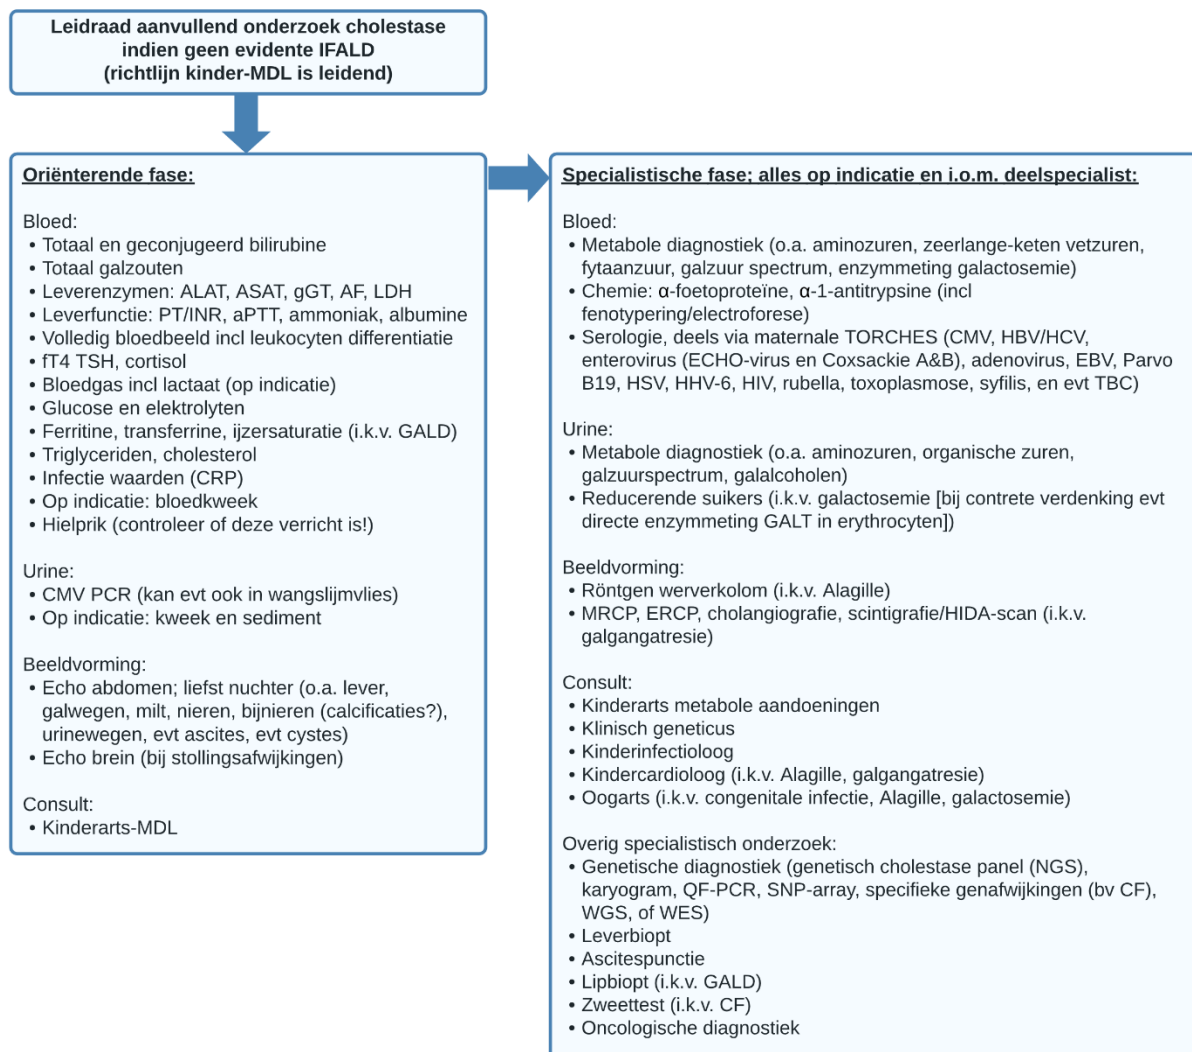 Leidraad aanvullend onderzoek cholestase
indien geen evidente IFALD
(richtlijn kinder-MDL is leidend)
Oriënterende fase:
Bloed:
• Totaal en geconjugeerd bilirubine
• Totaal galzouten
• Leverenzymen: ALAT, ASAT, gGT, AF, LDH
• Leverfunctie: PT/INR, aPTT, ammoniak, albumine
• Volledig bloedbeeld incl leukocyten differentiatie
• fT4 TSH, cortisol
• Bloedgas incl lactaat (op indicatie)
• Glucose en elektrolyten
• Ferritine, transferrine, ijzersaturatie (i.k.v. GALD)
• Triglyceriden, cholesterol
• Infectie waarden (CRP)
• Op indicatie: bloedkweek
• Hielprik (controleer of deze verricht is!)
Urine:
• CMV PCR (kan evt ook in wangslijmvlies)
• Op indicatie: kweek en sediment
Beeldvorming:
• Echo abdomen; liefst nuchter (o.a. lever,
galwegen, milt, nieren, bijnieren (calcificaties?),
urinewegen, evt ascites, evt cystes)
• Echo brein (bij stollingsafwijkingen)
Consult:
• Kinderarts-MDL
Specialistische fase; alles op indicatie en i.o.m. deelspecialist:
Bloed:
• Metabole diagnostiek (o.a. aminozuren, zeerlange-keten vetzuren,
fytaanzuur, galzuur spectrum, enzymmeting galactosemie)
• Chemie: α-foetoproteïne, α-1-antitrypsine (incl
fenotypering/electroforese)
• Serologie, deels via maternale TORCHES (CMV, HBV/HCV,
enterovirus (ECHO-virus en Coxsackie A&B), adenovirus, EBV, Parvo
B19, HSV, HHV-6, HIV, rubella, toxoplasmose, syfilis, en evt TBC)
Urine:
• Metabole diagnostiek (o.a. aminozuren, organische zuren,
galzuurspectrum, galalcoholen)
• Reducerende suikers (i.k.v. galactosemie [bij contrete verdenking evt
directe enzymmeting GALT in erythrocyten])
Beeldvorming:
• Röntgen werverkolom (i.k.v. Alagille)
• MRCP, ERCP, cholangiografie, scintigrafie/HIDA-scan (i.k.v.
galgangatresie)
Consult:
• Kinderarts metabole aandoeningen
• Klinisch geneticus
• Kinderinfectioloog
• Kindercardioloog (i.k.v. Alagille, galgangatresie)
• Oogarts (i.k.v. congenitale infectie, Alagille, galactosemie)
Overig specialistisch onderzoek:
• Genetische diagnostiek (genetisch cholestase panel (NGS),
karyogram, QF-PCR, SNP-array, specifieke genafwijkingen (bv CF),
WGS, of WES)
• Leverbiopt
• Ascitespunctie
• Lipbiopt (i.k.v. GALD)
• Zweettest (i.k.v. CF)
• Oncologische diagnostiek